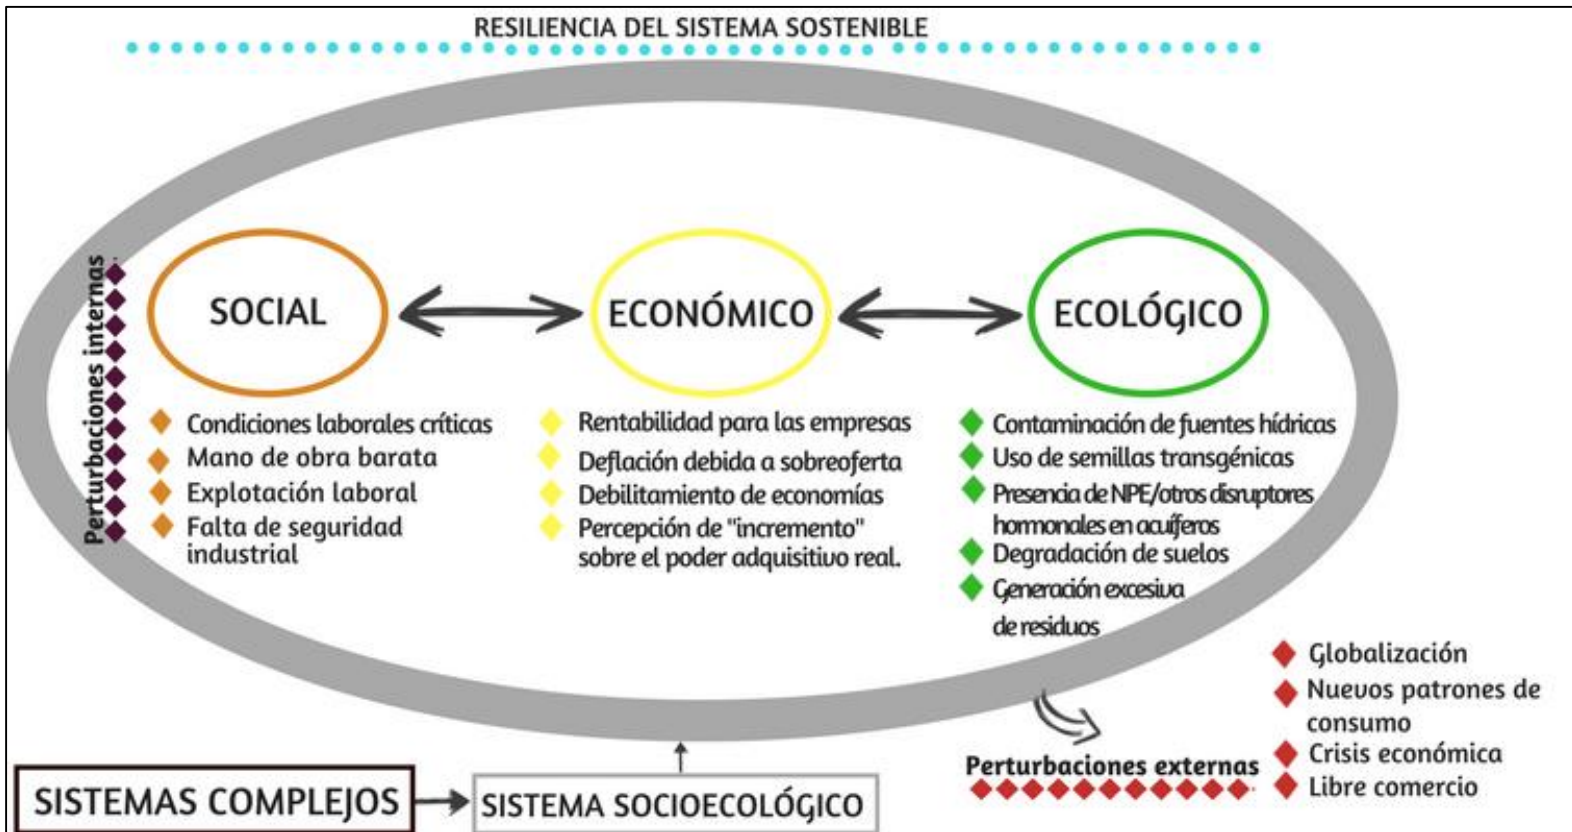 RESILIENCIA DEL SISTEMA SOSTENIBLE
Perturbaciones internas
SOCIAL
Condiciones laborales críticas
Mano de obra barata
Explotación laboral
Falta de seguridad
industrial
ECONÓMICO
Rentabilidad para las empresas
Deflación debida a sobreoferta
Debilitamiento de economías
Percepción de "incremento"
sobre el poder adquisitivo real.
ECOLÓGICO
Contaminación de fuentes hídricas
Uso de semillas transgénicas
Presencia de NPE/otros disruptores
hormonales en acuíferos
Degradación de suelos
Generación excesiva
de residuos
Perturbaciones externas
Globalización
Nuevos patrones de
consumo
Crisis económica
Libre comercio
SISTEMAS COMPLEJOS
SISTEMA SOCIOECOLÓGICO